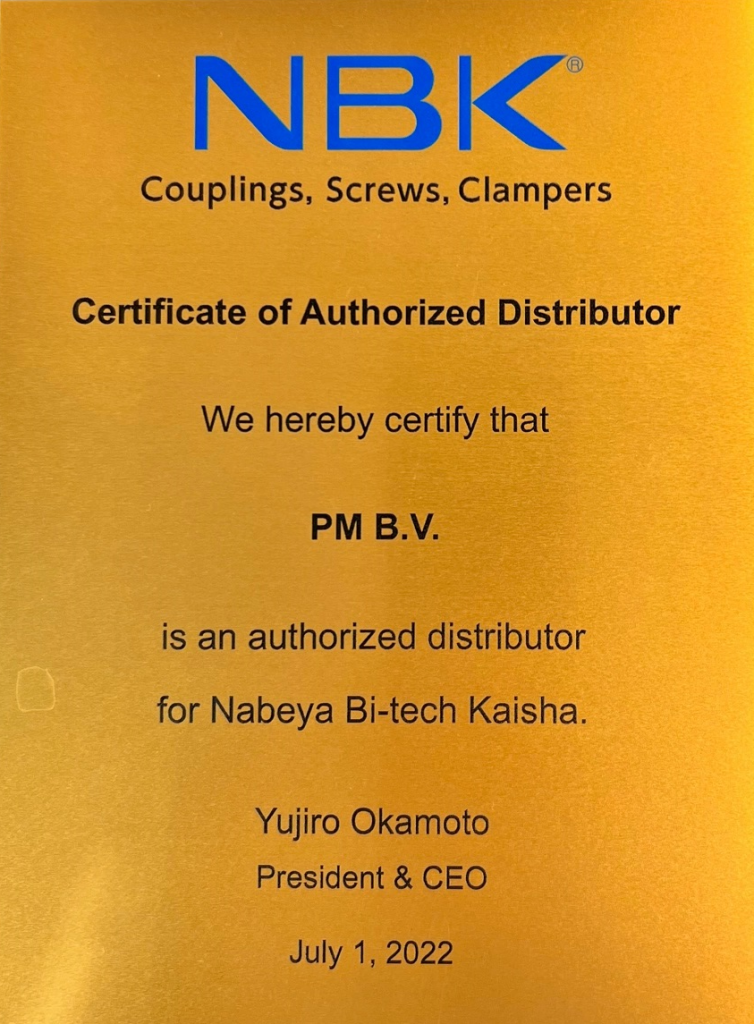 NBK®
Couplings, Screws, Clampers
Certificate of Authorized Distributor
We hereby certify that
PM B.V.
is an authorized distributor
for Nabeya Bi-tech Kaisha.
Yujiro Okamoto
President & CEO
July 1, 2022